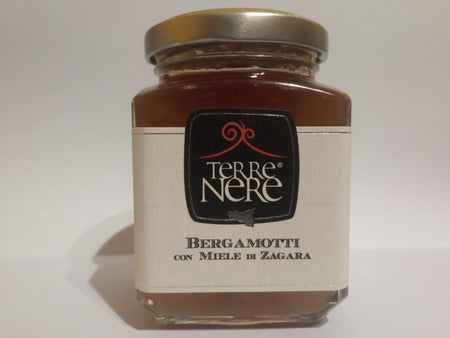 TERRE®
NERE
BERGAMOTTI
CON MIELE DI ZAGARA